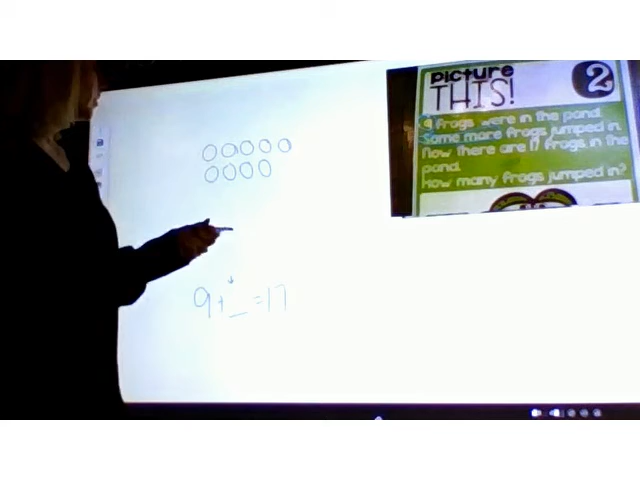 picture
THIS!
2
9 frogs were in the pond.
Some more frogs jumped in.
Now there are 17 frogs in the
pond.
How many frogs jumped in?
9+_=17